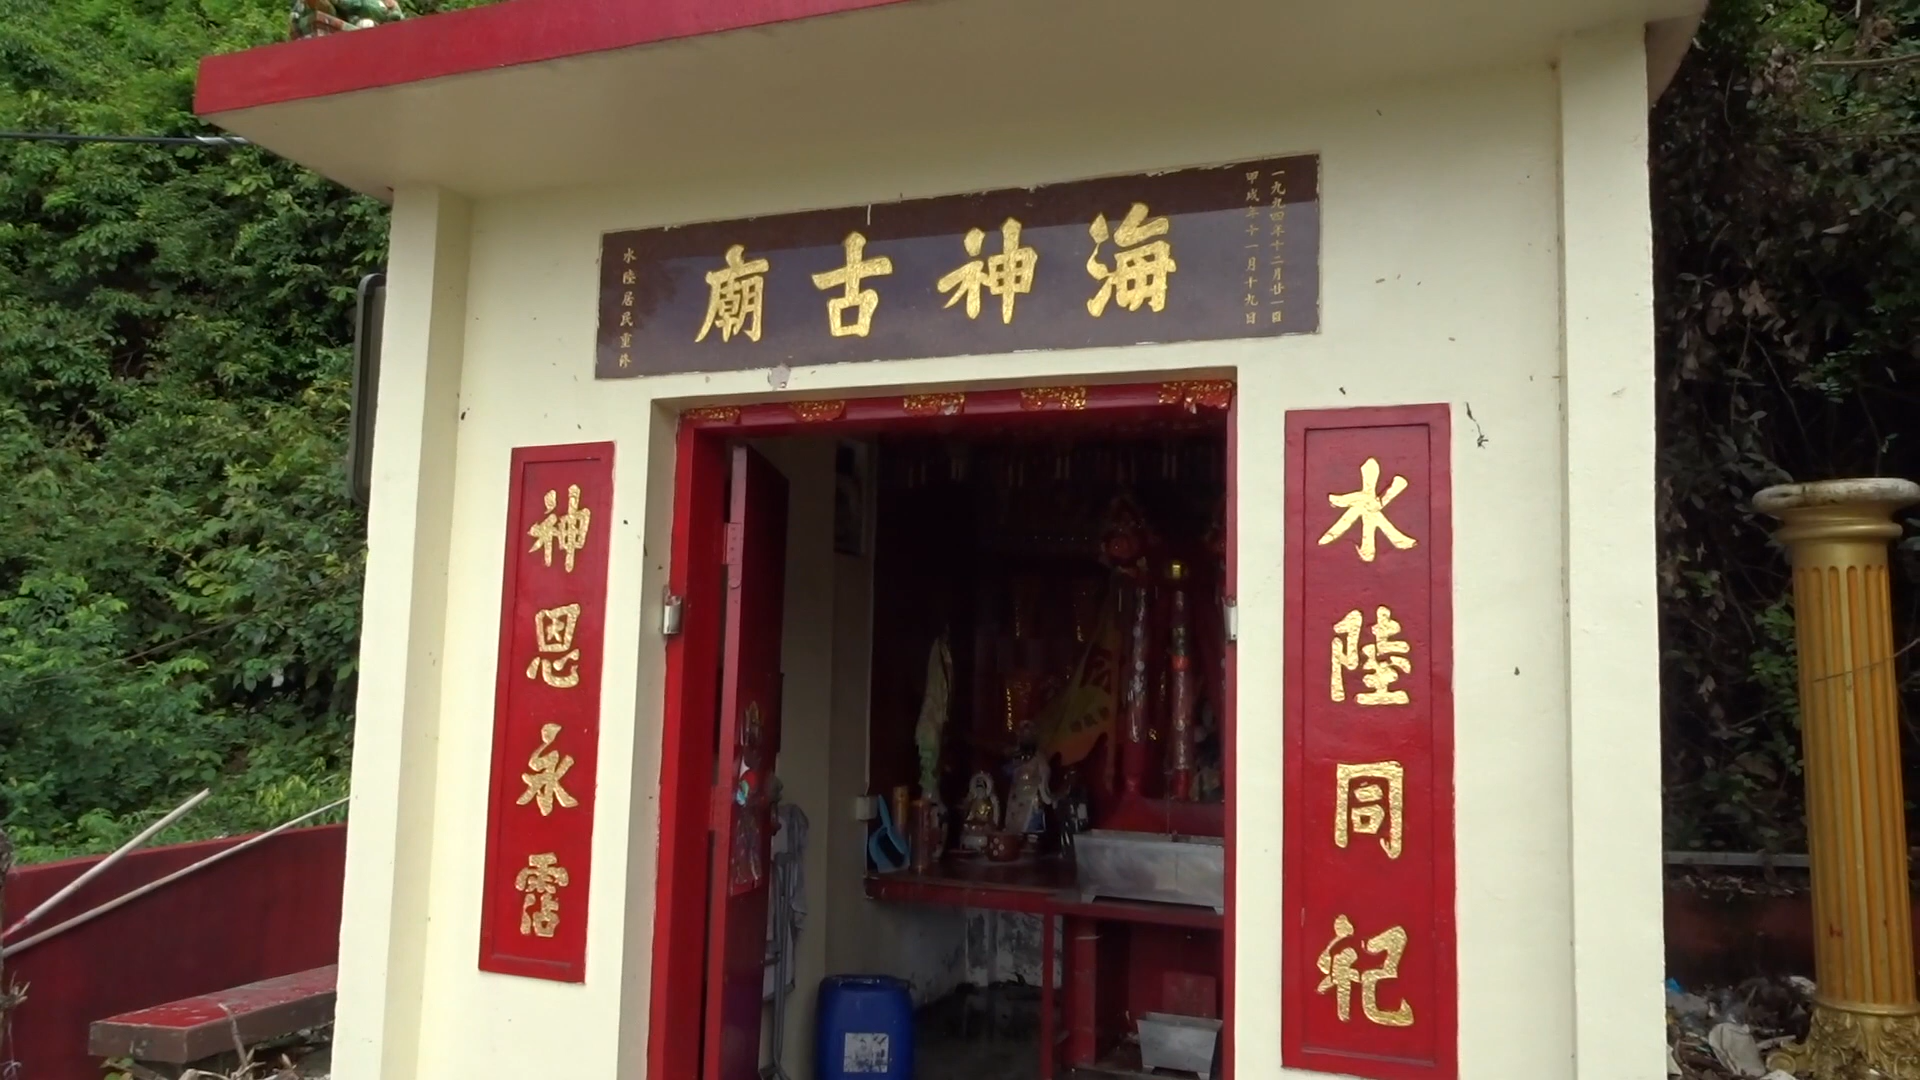 海神古廟
一九九四年十二月廿一日
甲戌年十一月十九日
水陸居民重修
水陸同祀
神恩永霑